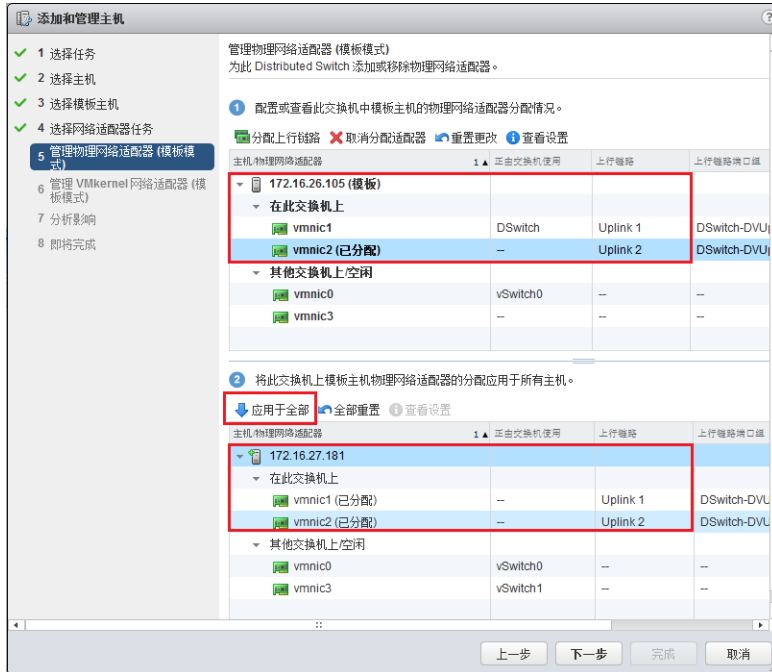 添加和管理主机
?
1 选择任务
2 选择主机
3 选择模板主机
4 选择网络适配器任务
5 管理物理网络适配器 (模板模
式)
6 管理 VMkernel 网络适配器 (模
板模式)
7 分析影响
8 即将完成
管理物理网络适配器 (模板模式)
为此 Distributed Switch 添加或移除物理网络适配器。
1 配置或查看此交换机中模板主机的物理网络适配器分配情况。
分配上行链路 取消分配适配器 重置更改 查看设置
主机/物理网络适配器 1 ▲ 正由交换机使用 上行链路 上行链路端口组
172.16.26.105 (模板)
在此交换机上
vmnic1 DSwitch Uplink 1 DSwitch-DVU
vmnic2 (已分配) -- Uplink 2 DSwitch-DVU
其他交换机上/空闲
vmnic0 vSwitch0 -- --
vmnic3 -- -- --
2 将此交换机上模板主机物理网络适配器的分配应用于所有主机。
应用于全部 全部重置 查看设置
主机/物理网络适配器 1 ▲ 正由交换机使用 上行链路 上行链路端口组
172.16.27.181
在此交换机上
vmnic1 (已分配) -- Uplink 1 DSwitch-DVU
vmnic2 (已分配) -- Uplink 2 DSwitch-DVU
其他交换机上/空闲
vmnic0 vSwitch0 -- --
vmnic3 vSwitch1 -- --
上一步 下一步 完成 取消